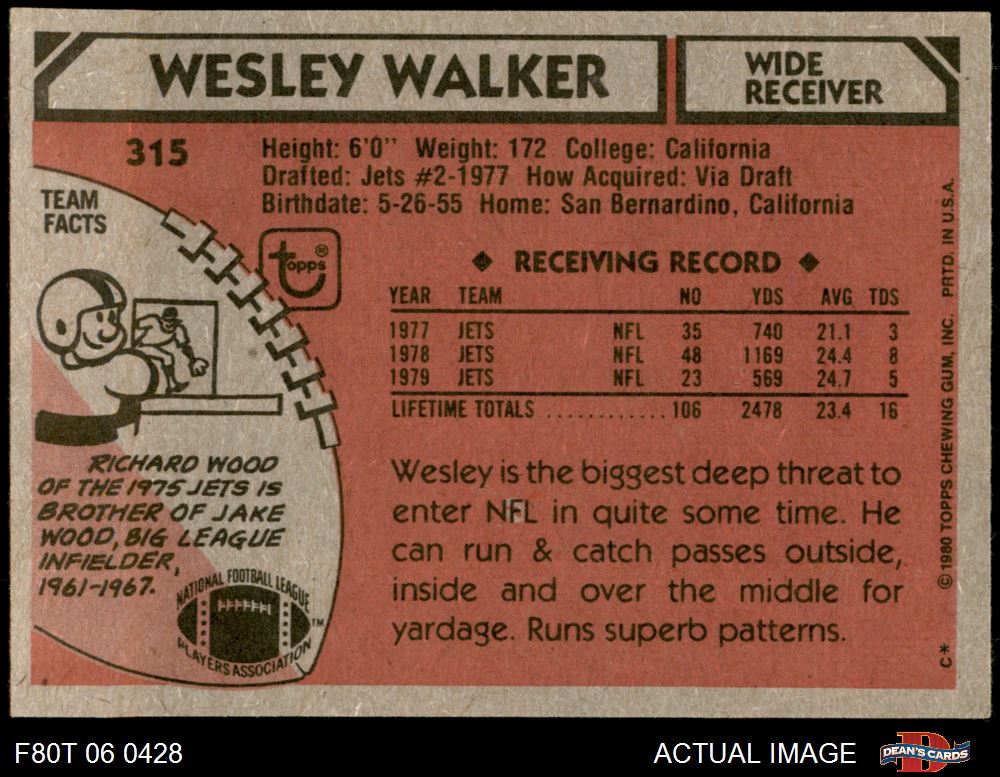 WESLEY WALKER
WIDE
RECEIVER
315
Height: 6'0" Weight: 172 College: California
Drafted: Jets #2-1977 How Acquired: Via Draft
Birthdate: 5-26-55 Home: San Bernardino, California
TEAM
FACTS
topps®
RICHARD WOOD
OF THE 1975 JETS IS
BROTHER OF JAKE
WOOD, BIG LEAGUE
INFIELDER,
1961-1967.
NATIONAL FOOTBALL LEAGUE
PLAYERS ASSOCIATION
TM
◆ RECEIVING RECORD ◆
YEAR TEAM NO YDS AVG TDS
1977 JETS NFL 35 740 21.1 3
1978 JETS NFL 48 1169 24.4 8
1979 JETS NFL 23 569 24.7 5
LIFETIME TOTALS ............ 106 2478 23.4 16
Wesley is the biggest deep threat to
enter NFL in quite some time. He
can run & catch passes outside,
inside and over the middle for
yardage. Runs superb patterns.
C* © 1980 TOPPS CHEWING GUM, INC. PRTD. IN U.S.A.
F80T 06 0428
ACTUAL IMAGE
DEAN'S CARDS